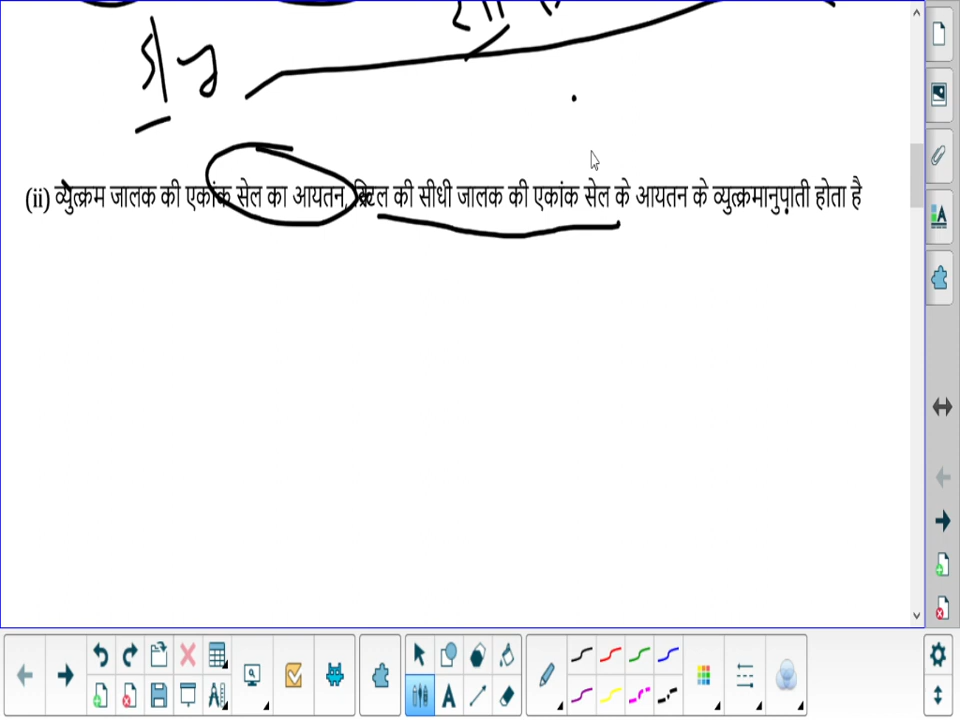 (ii) व्युत्क्रम जालक की एकांक सेल का आयतन, क्रिटल की सीधी जालक की एकांक सेल के आयतन के व्युत्क्रमानुपाती होता है